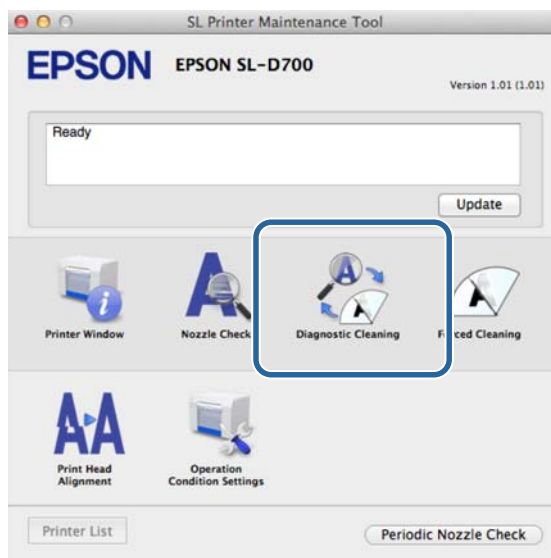 SL Printer Maintenance Tool
EPSON EPSON SL-D700
Version 1.01 (1.01)
Ready
Update
Printer Window Nozzle Check Diagnostic Cleaning Forced Cleaning
Print Head Operation
Alignment Condition Settings
Printer List Periodic Nozzle Check